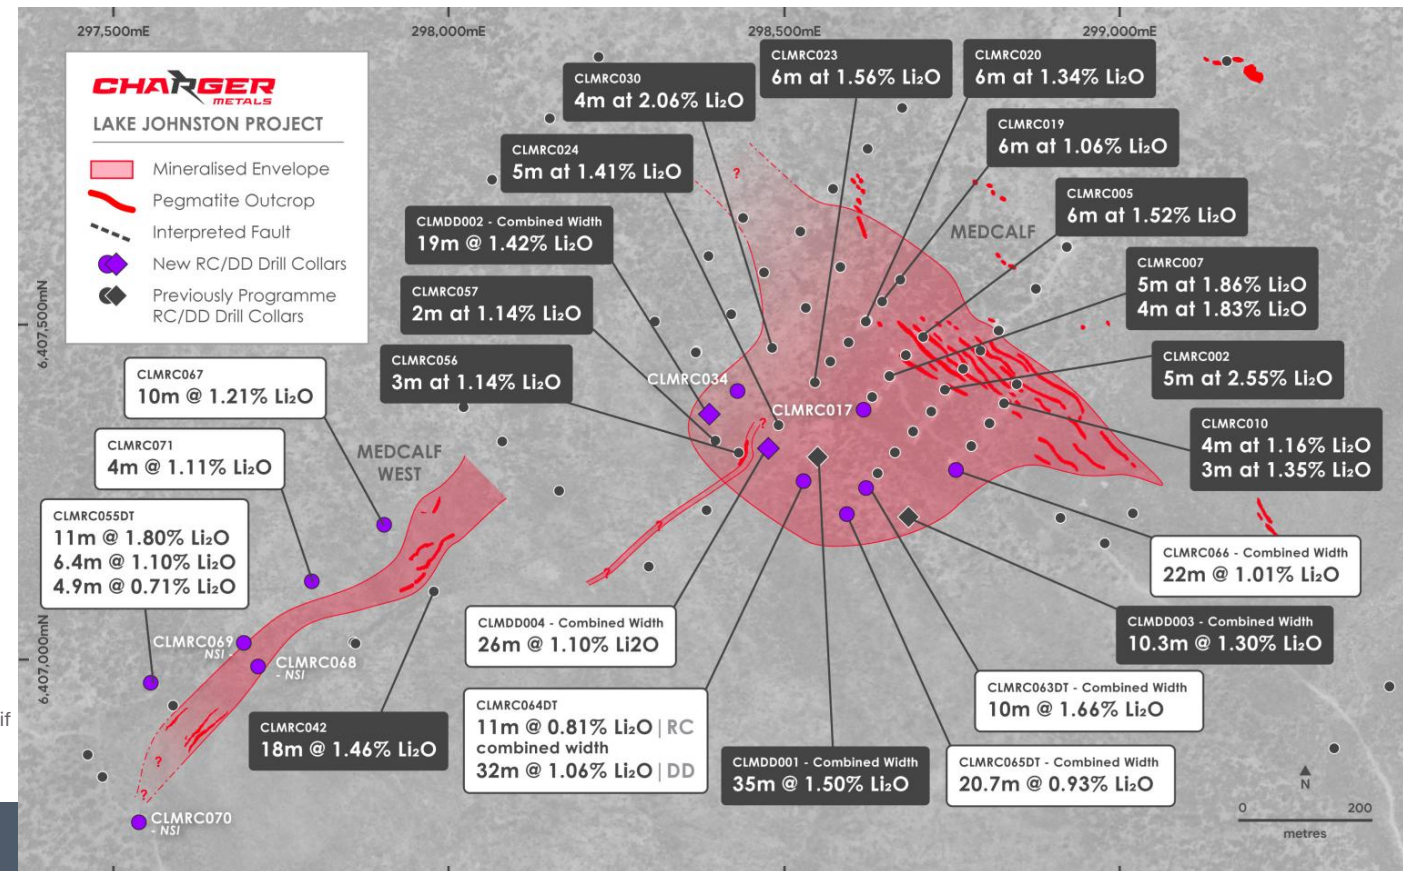 297,500mE
298,000mE
298,500mE
299,000mE
CHARGER
METALS
LAKE JOHNSTON PROJECT
Mineralised Envelope
Pegmatite Outcrop
Interpreted Fault
New RC/DD Drill Collars
Previously Programme
RC/DD Drill Collars
6,407,500mN
6,407,000mN
CLMRC030
4m at 2.06% Li₂O
CLMRC023
6m at 1.56% Li₂O
CLMRC020
6m at 1.34% Li₂O
CLMRC024
5m at 1.41% Li₂O
CLMRC019
6m at 1.06% Li₂O
CLMDD002 - Combined Width
19m @ 1.42% Li₂O
CLMRC005
6m at 1.52% Li₂O
MEDCALF
CLMRC057
2m at 1.14% Li₂O
CLMRC007
5m at 1.86% Li₂O
4m at 1.83% Li₂O
CLMRC056
3m at 1.14% Li₂O
CLMRC002
5m at 2.55% Li₂O
CLMRC034
CLMRC017
CLMRC010
4m at 1.16% Li₂O
3m at 1.35% Li₂O
CLMRC067
10m @ 1.21% Li₂O
CLMRC071
4m @ 1.11% Li₂O
MEDCALF
WEST
CLMRC055DT
11m @ 1.80% Li₂O
6.4m @ 1.10% Li₂O
4.9m @ 0.71% Li₂O
CLMRC066 - Combined Width
22m @ 1.01% Li₂O
CLMDD004 - Combined Width
26m @ 1.10% Li2O
CLMDD003 - Combined Width
10.3m @ 1.30% Li₂O
CLMRC069
NSI -
CLMRC068
- NSI
CLMRC063DT - Combined Width
10m @ 1.66% Li₂O
CLMRC064DT
11m @ 0.81% Li₂O | RC
combined width
32m @ 1.06% Li₂O | DD
if
CLMRC042
18m @ 1.46% Li₂O
CLMDD001 - Combined Width
35m @ 1.50% Li₂O
CLMRC065DT - Combined Width
20.7m @ 0.93% Li₂O
CLMRC070
- NSI
N
0 200
metres
?
?
?
?
?
?